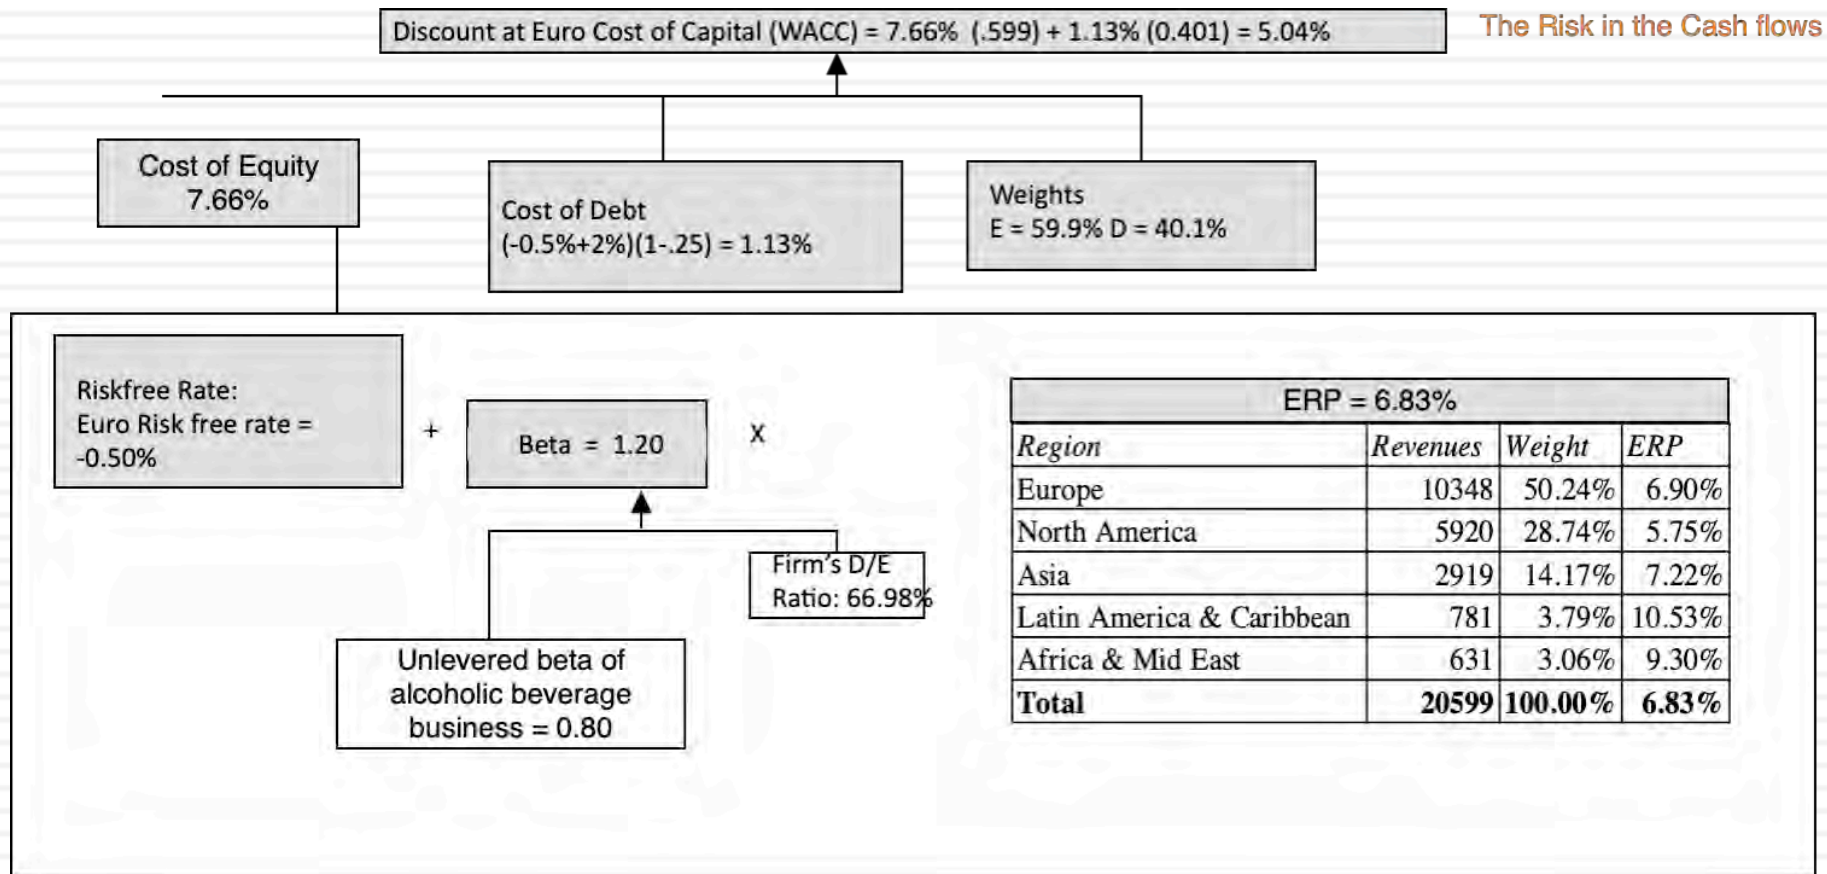 Discount at Euro Cost of Capital (WACC) = 7.66% (.599) + 1.13% (0.401) = 5.04%
The Risk in the Cash flows
Cost of Equity
7.66%
Cost of Debt
(-0.5%+2%)(1-.25) = 1.13%
Weights
E = 59.9% D = 40.1%
Riskfree Rate:
Euro Risk free rate =
-0.50%
+
Beta = 1.20
X
Firm's D/E
Ratio: 66.98%
Unlevered beta of
alcoholic beverage
business = 0.80
ERP = 6.83%
Region Revenues Weight ERP
Europe 10348 50.24% 6.90%
North America 5920 28.74% 5.75%
Asia 2919 14.17% 7.22%
Latin America & Caribbean 781 3.79% 10.53%
Africa & Mid East 631 3.06% 9.30%
Total 20599 100.00% 6.83%